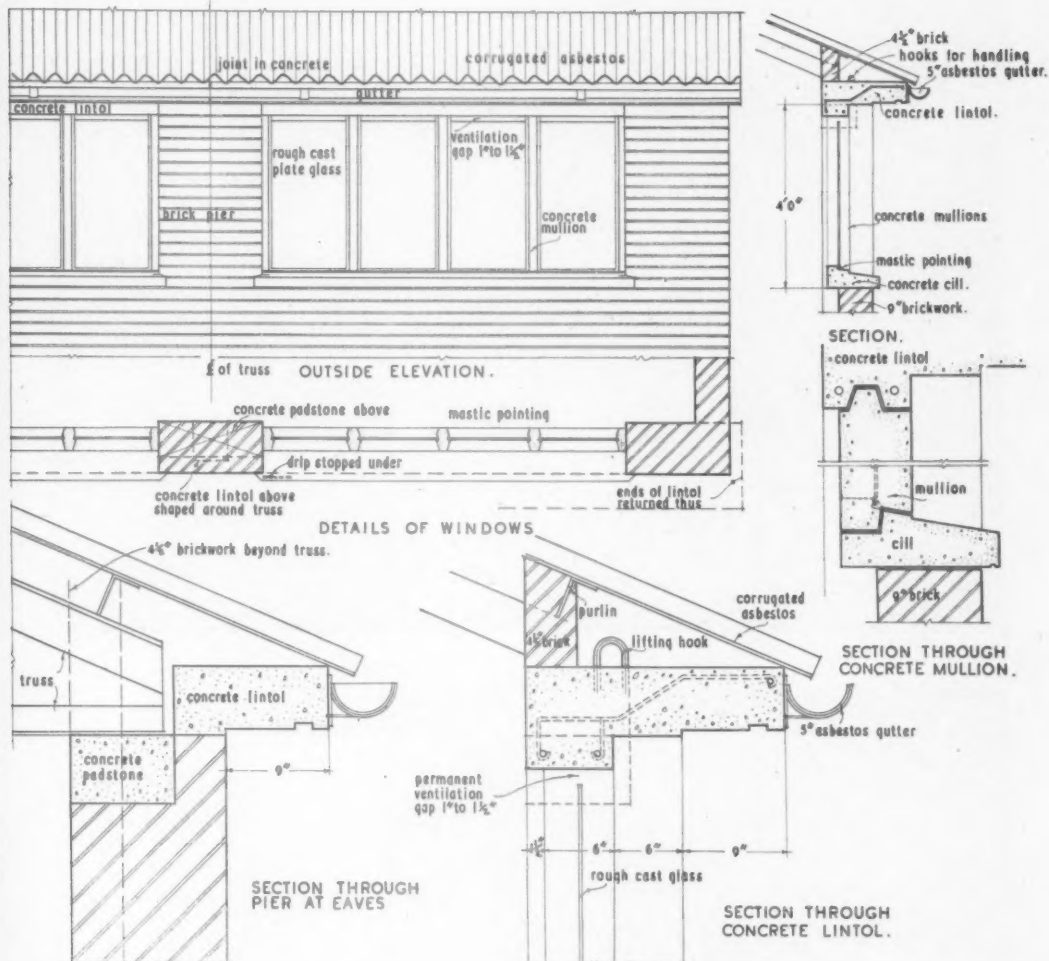 joint in concrete
corrugated asbestos
gutter
concrete lintol
ventilation
gap 1" to 1½"
rough cast
plate glass
brick pier
concrete
mullion
℄ of truss
OUTSIDE ELEVATION.
4½" brick
hooks for handling
5" asbestos gutter.
concrete lintol.
4'0"
concrete mullions
mastic pointing
concrete cill.
9" brickwork.
SECTION.
concrete padstone above
mastic pointing
drip stopped under
concrete lintol above
shaped around truss
ends of lintol
returned thus
DETAILS OF WINDOWS
concrete lintol
mullion
cill
9" brick
SECTION THROUGH
CONCRETE MULLION.
4½" brickwork beyond truss.
truss
concrete lintol
concrete
padstone
9"
SECTION THROUGH
PIER AT EAVES
purlin
4½" brick
lifting hook
corrugated
asbestos
5" asbestos gutter
permanent
ventilation
gap 1" to 1½"
6"
6"
9"
rough cast glass
SECTION THROUGH
CONCRETE LINTOL.